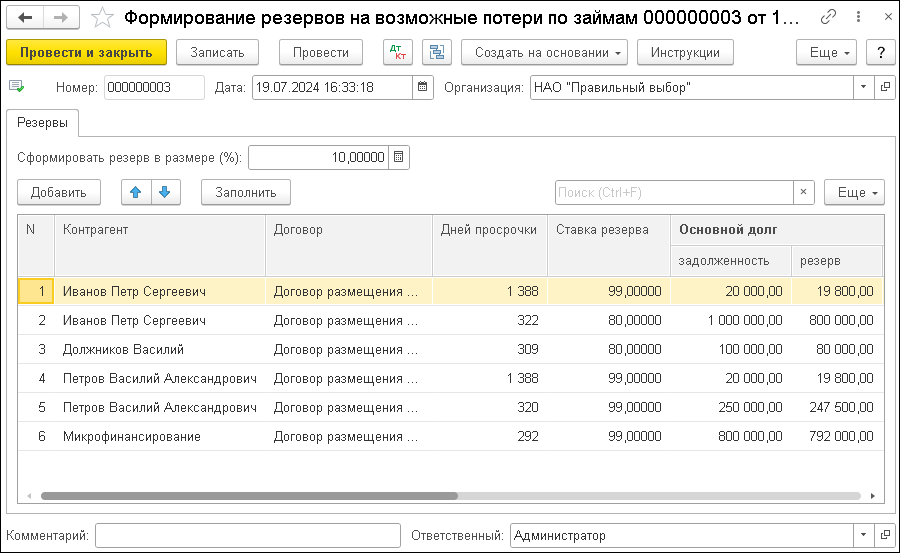 Формирование резервов на возможные потери по займам 000000003 от 1...
Провести и закрыть Записать Провести Дт Кт Создать на основании Инструкции Еще ?
Номер: 000000003 Дата: 19.07.2024 16:33:18 Организация: НАО "Правильный выбор"
Резервы
Сформировать резерв в размере (%): 10,00000
Добавить Заполнить Поиск (Ctrl+F) × Еще
N Контрагент Договор Дней просрочки Ставка резерва Основной долг
задолженность резерв
1 Иванов Петр Сергеевич Договор размещения ... 1 388 99,00000 20 000,00 19 800,00
2 Иванов Петр Сергеевич Договор размещения ... 322 80,00000 1 000 000,00 800 000,00
3 Должников Василий Договор размещения ... 309 80,00000 100 000,00 80 000,00
4 Петров Василий Александрович Договор размещения ... 1 388 99,00000 20 000,00 19 800,00
5 Петров Василий Александрович Договор размещения ... 320 99,00000 250 000,00 247 500,00
6 Микрофинансирование Договор размещения ... 292 99,00000 800 000,00 792 000,00
Комментарий: Ответственный: Администратор